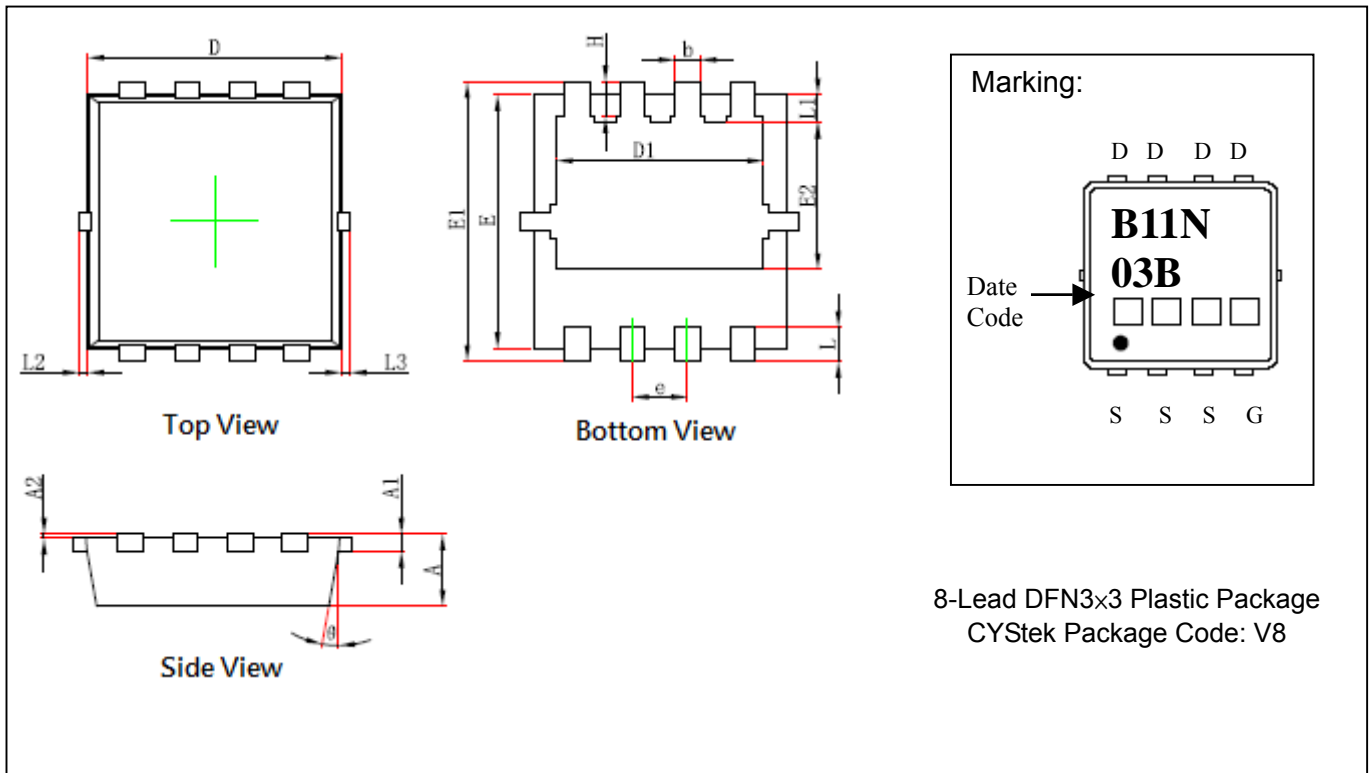 D
L2
L3
Top View
H
b
L1
D1
E1
E
E2
L
e
Bottom View
A2
A1
A
θ
Side View
Marking:
D D D D
B11N
03B
Date
Code
S S S G
8-Lead DFN3×3 Plastic Package
CYStek Package Code: V8